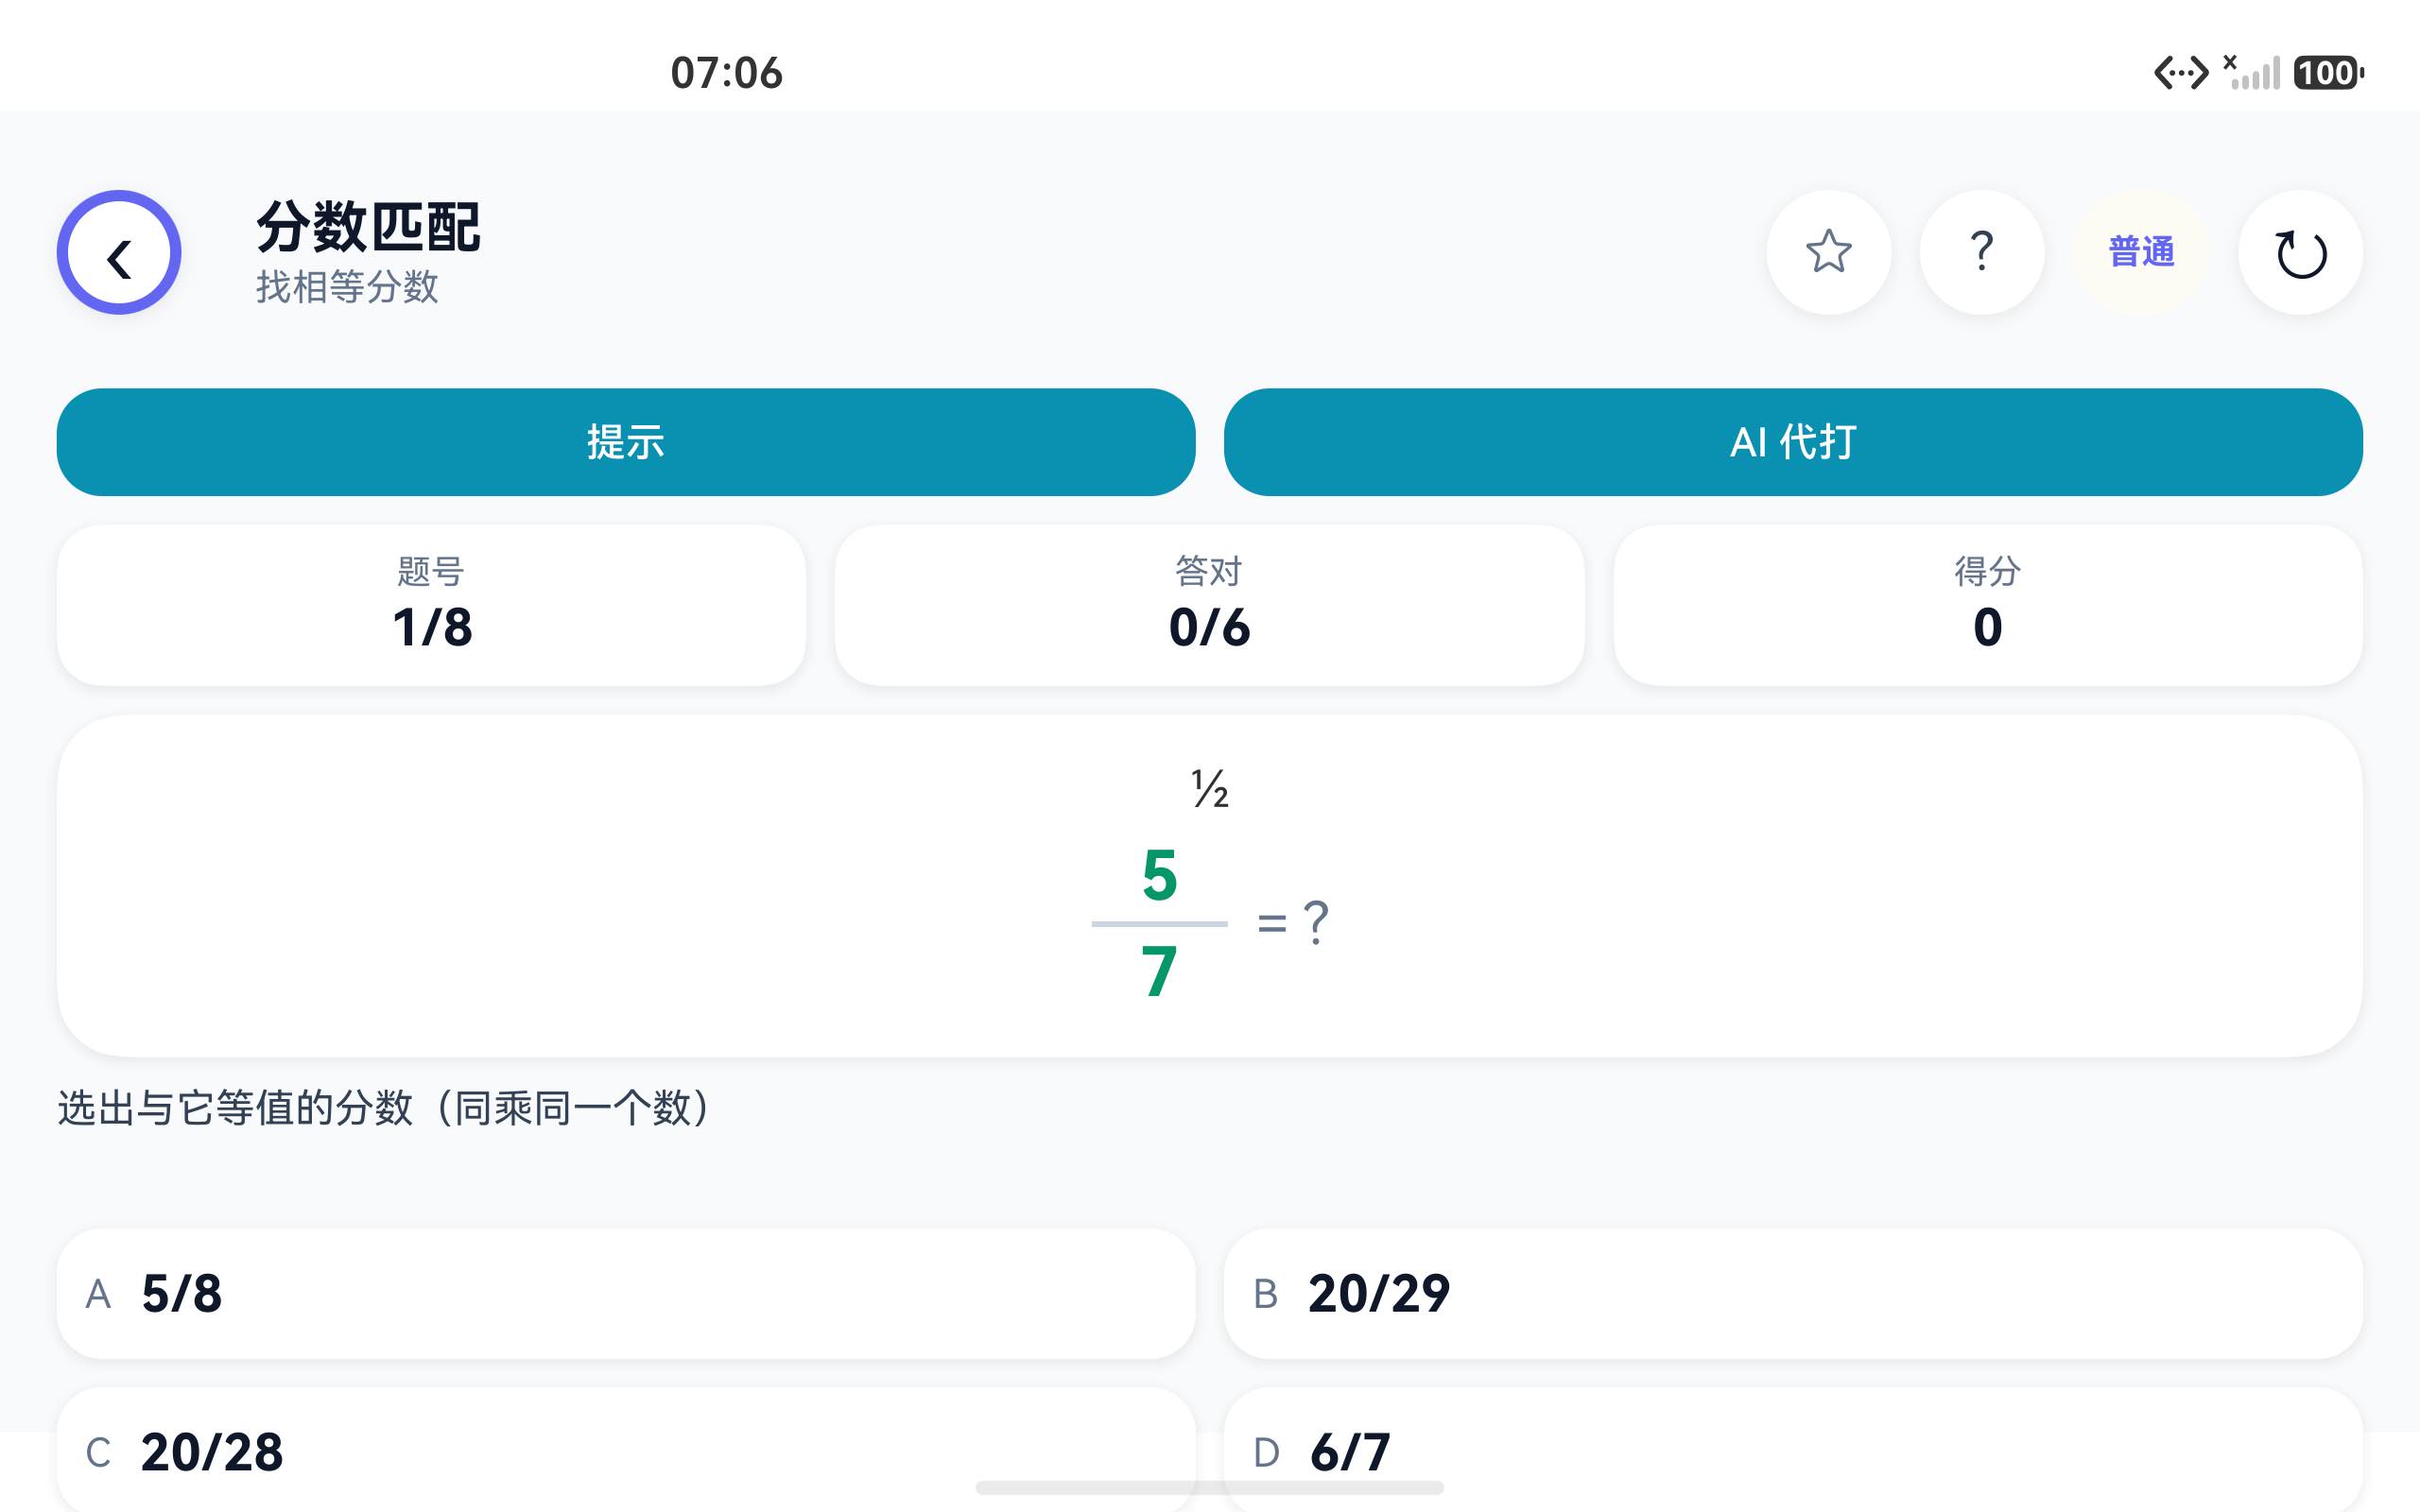 07:06
100
分数匹配
找相等分数
?
普通
提示
AI 代打
题号
1/8
答对
0/6
得分
0
½
5
7
= ?
选出与它等值的分数（同乘同一个数）
A 5/8
B 20/29
C 20/28
D 6/7